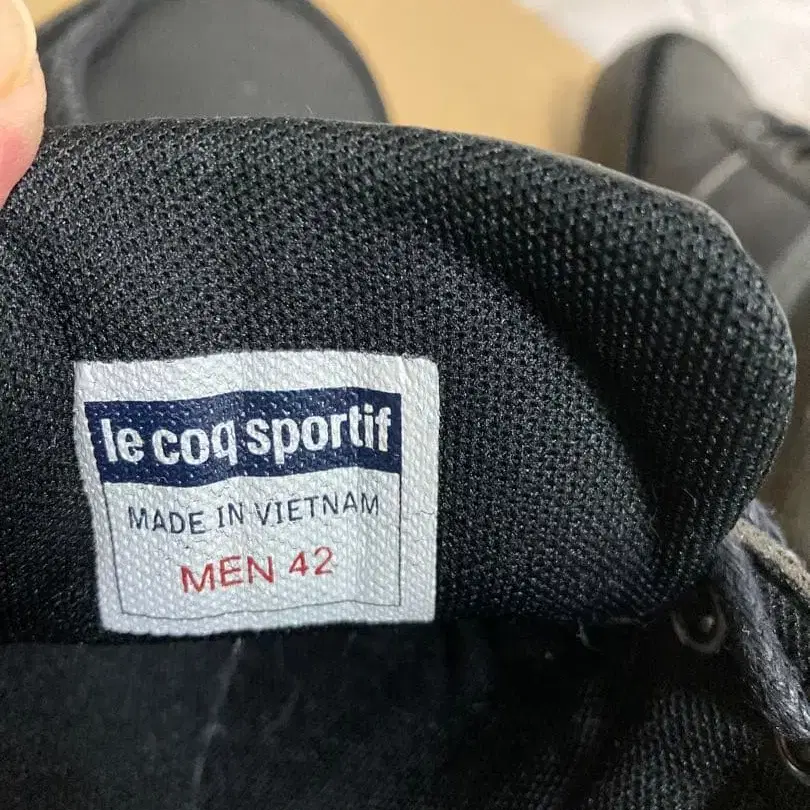 le coq sportif
MADE IN VIETNAM
MEN 42